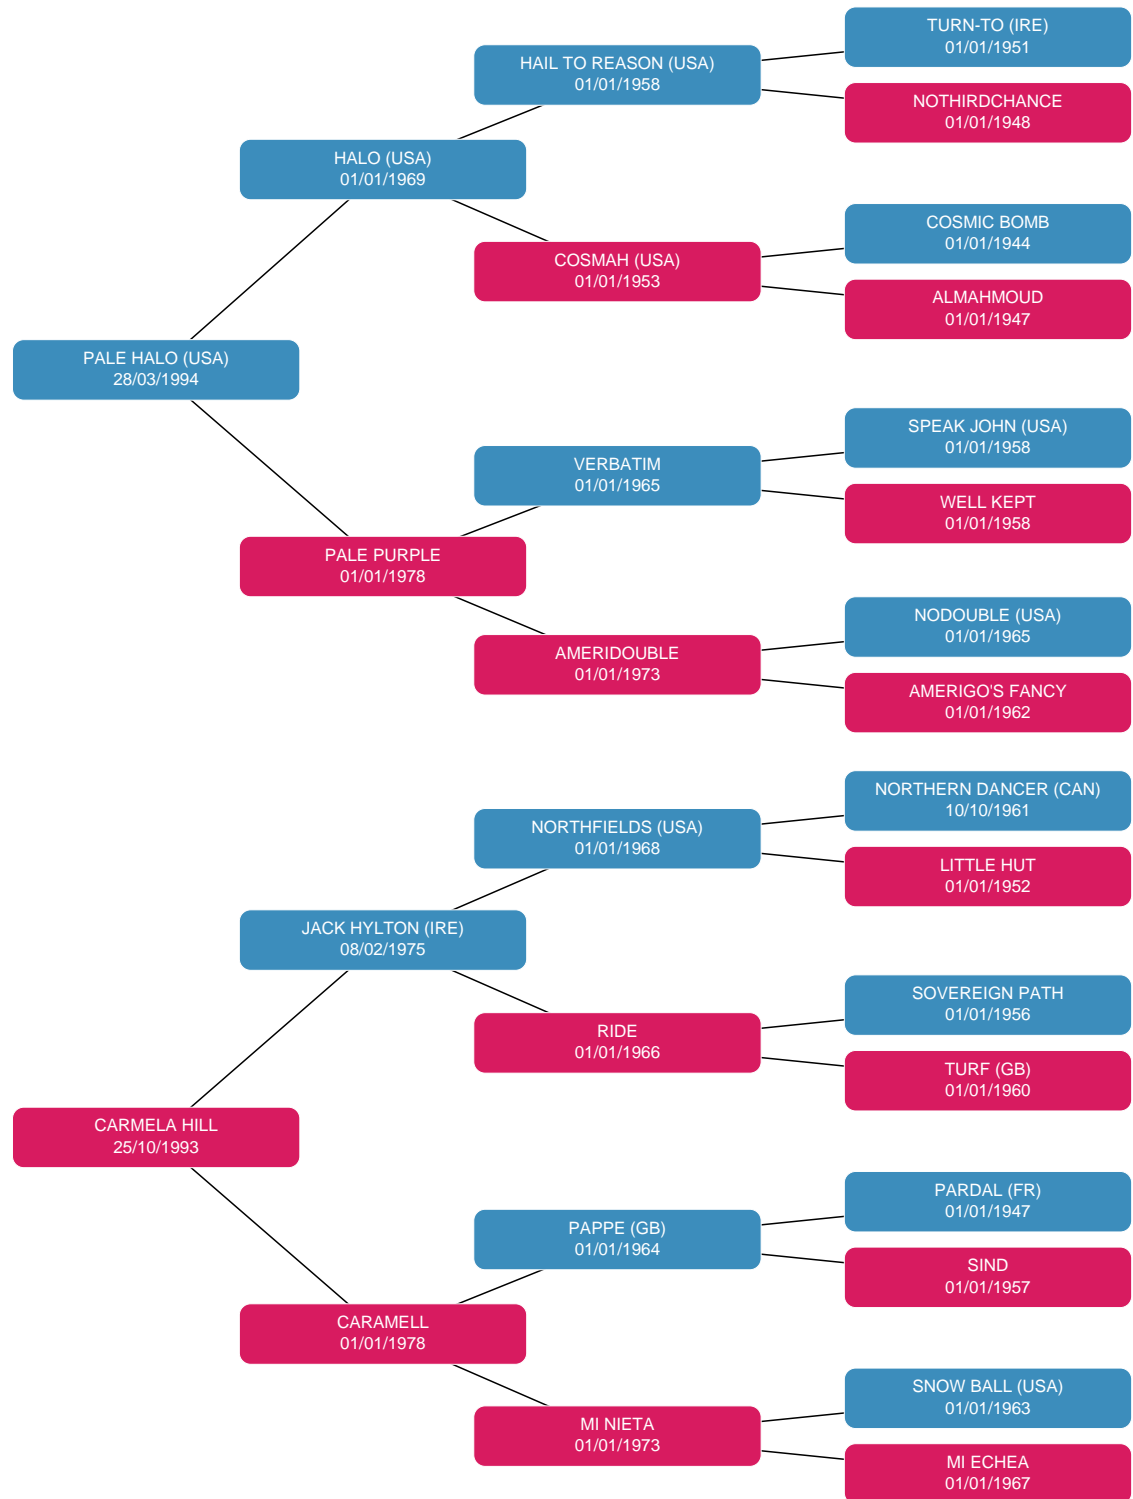 TURN-TO (IRE)
01/01/1951
HAIL TO REASON (USA)
01/01/1958
NOTHIRDCHANCE
01/01/1948
HALO (USA)
01/01/1969
COSMIC BOMB
01/01/1944
COSMAH (USA)
01/01/1953
ALMAHMOUD
01/01/1947
PALE HALO (USA)
28/03/1994
SPEAK JOHN (USA)
01/01/1958
VERBATIM
01/01/1965
WELL KEPT
01/01/1958
PALE PURPLE
01/01/1978
NODOUBLE (USA)
01/01/1965
AMERIDOUBLE
01/01/1973
AMERIGO'S FANCY
01/01/1962
NORTHERN DANCER (CAN)
10/10/1961
NORTHFIELDS (USA)
01/01/1968
LITTLE HUT
01/01/1952
JACK HYLTON (IRE)
08/02/1975
SOVEREIGN PATH
01/01/1956
RIDE
01/01/1966
TURF (GB)
01/01/1960
CARMELA HILL
25/10/1993
PARDAL (FR)
01/01/1947
PAPPE (GB)
01/01/1964
SIND
01/01/1957
CARAMELL
01/01/1978
SNOW BALL (USA)
01/01/1963
MI NIETA
01/01/1973
MI ECHEA
01/01/1967